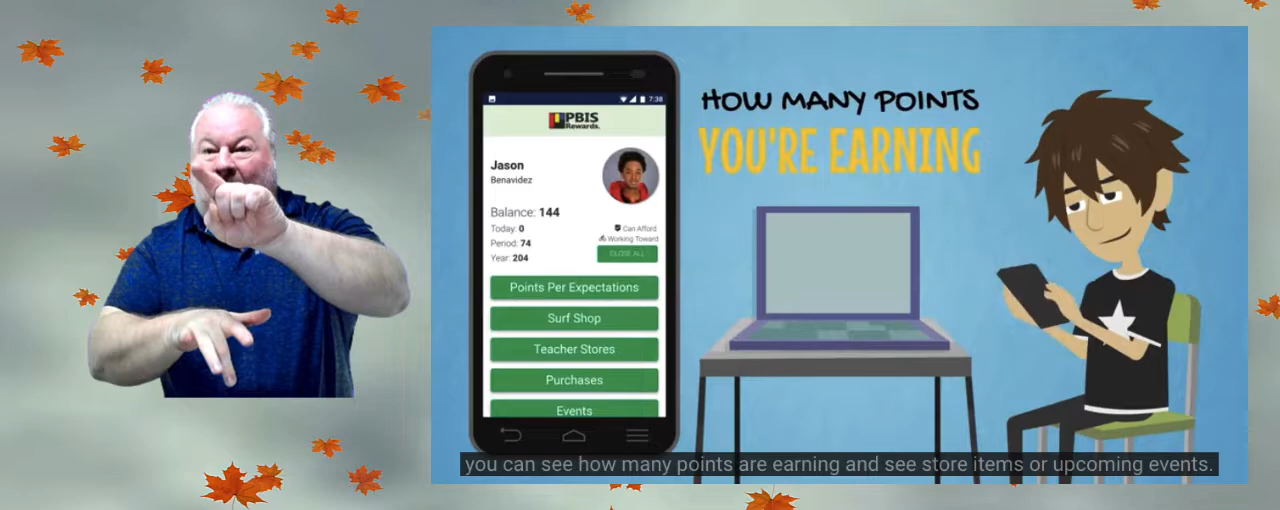 7:38
PBIS
Rewards.
Jason
Benavidez
Balance: 144
Today: 0
Period: 74
Year: 204
Can Afford
Working Toward
CLOSE ALL
Points Per Expectations
Surf Shop
Teacher Stores
Purchases
Events
HOW MANY POINTS
YOU'RE EARNING
you can see how many points are earning and see store items or upcoming events.